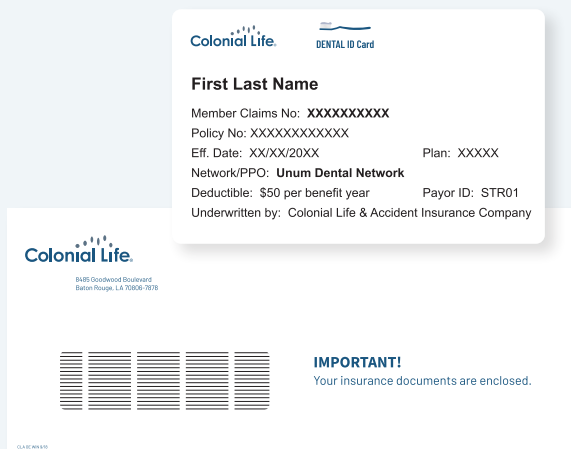 Colonial Life®
DENTAL ID Card
First Last Name
Member Claims No: XXXXXXXXXX
Policy No: XXXXXXXXXXXX
Eff. Date: XX/XX/20XX Plan: XXXXX
Network/PPO: Unum Dental Network
Deductible: $50 per benefit year Payor ID: STR01
Underwritten by: Colonial Life & Accident Insurance Company
Colonial Life®
8485 Goodwood Boulevard
Baton Rouge, LA 70806-7878
IMPORTANT!
Your insurance documents are enclosed.